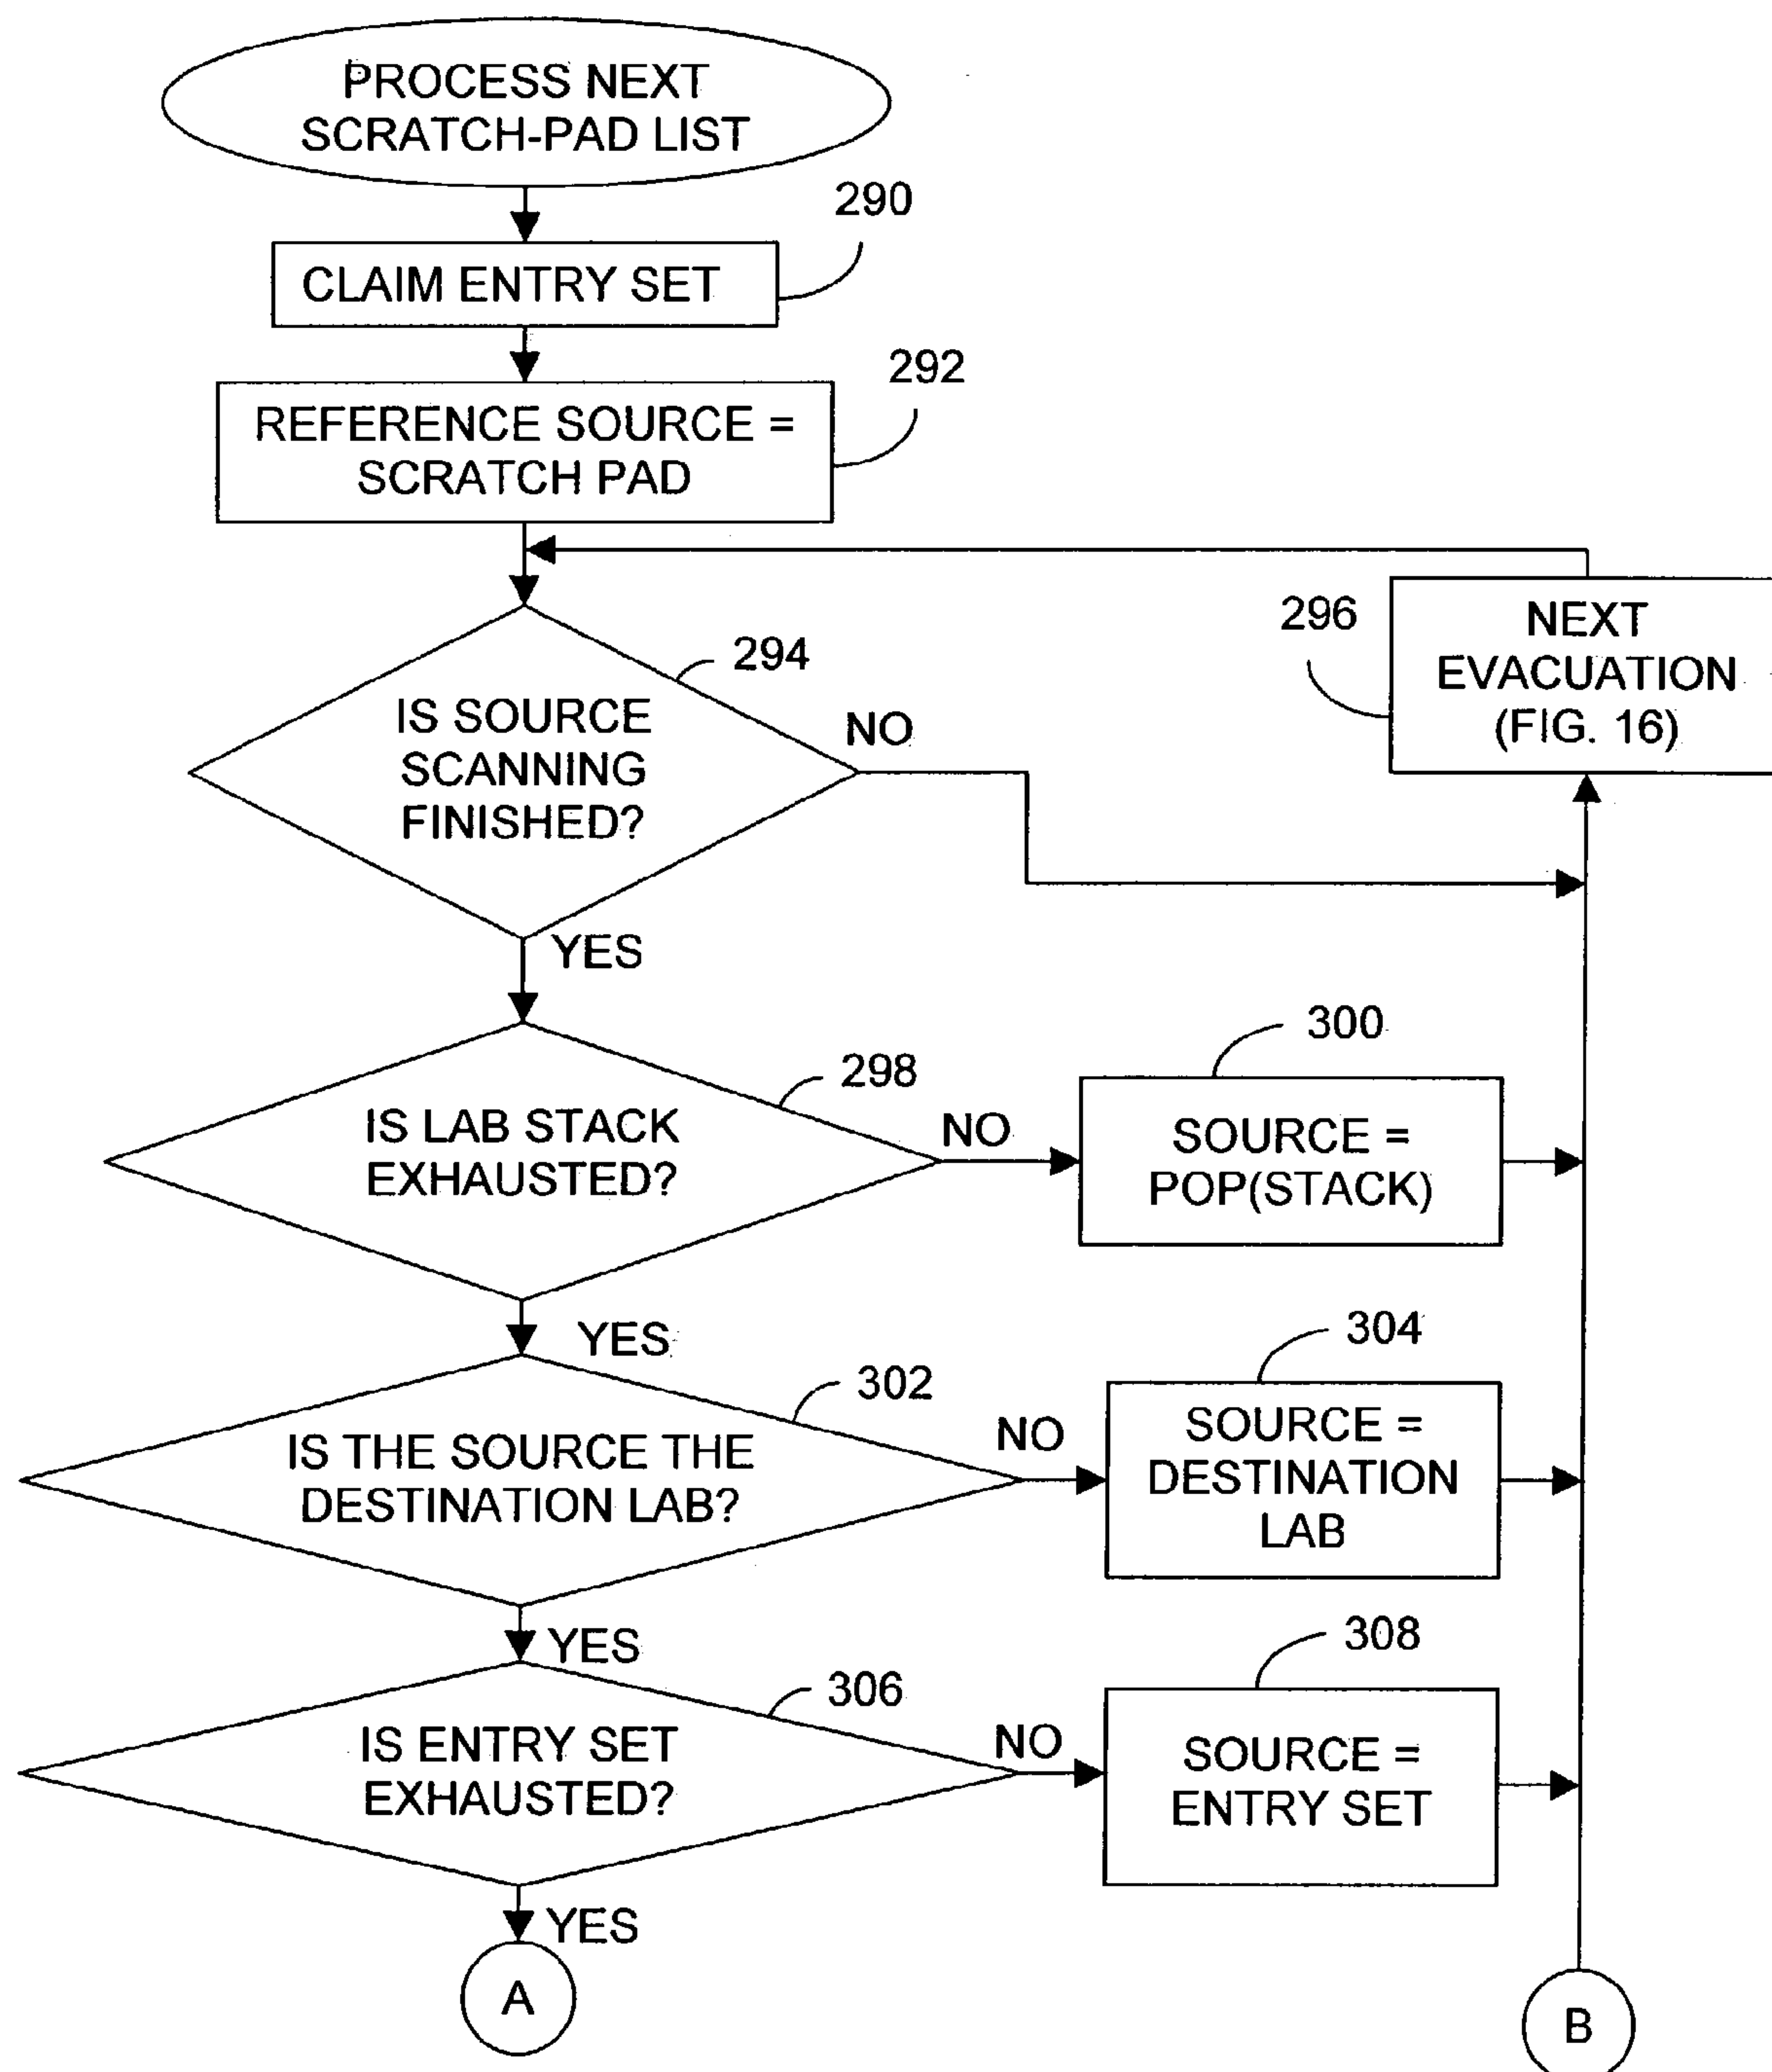 PROCESS NEXT
SCRATCH-PAD LIST
290
CLAIM ENTRY SET
292
REFERENCE SOURCE =
SCRATCH PAD
296
NEXT
EVACUATION
(FIG. 16)
294
IS SOURCE
SCANNING
FINISHED?
NO
YES
298
IS LAB STACK
EXHAUSTED?
NO
300
SOURCE =
POP(STACK)
YES
302
IS THE SOURCE THE
DESTINATION LAB?
NO
304
SOURCE =
DESTINATION
LAB
YES
306
IS ENTRY SET
EXHAUSTED?
NO
308
SOURCE =
ENTRY SET
YES
A
B